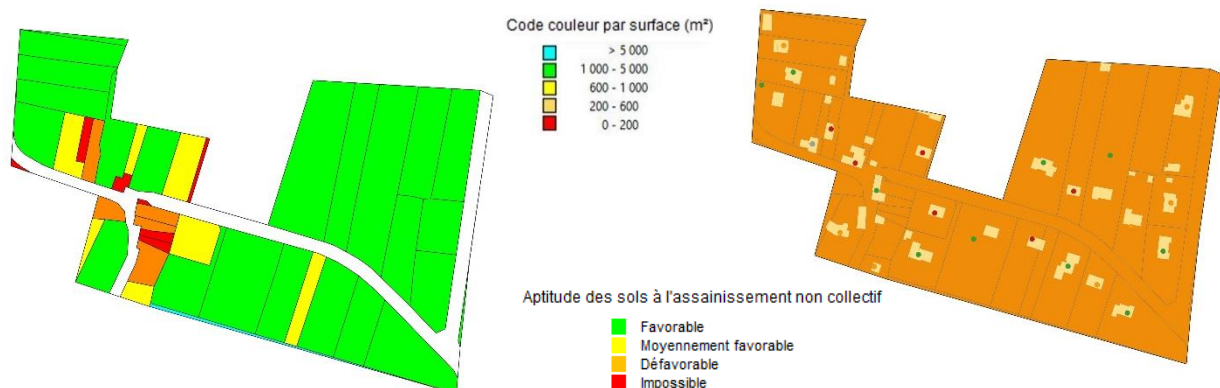 Code couleur par surface (m²)
> 5 000
1 000 - 5 000
600 - 1 000
200 - 600
0 - 200
Aptitude des sols à l'assainissement non collectif
Favorable
Moyennement favorable
Défavorable
Impossible